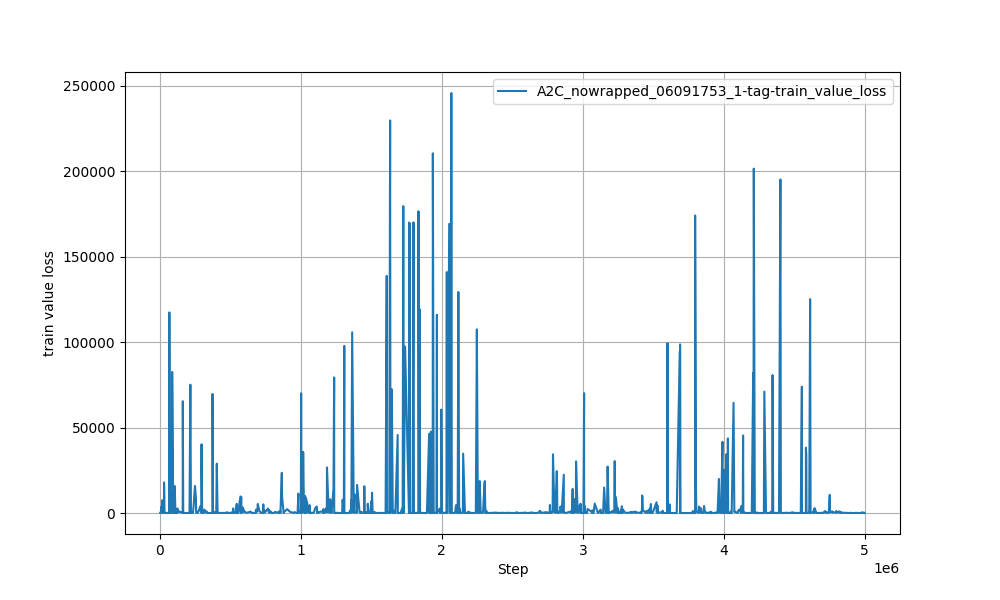 A2C_nowrapped_06091753_1-tag-train_value_loss
250000
200000
150000
100000
50000
0
train value loss
0 1 2 3 4 5
1e6
Step